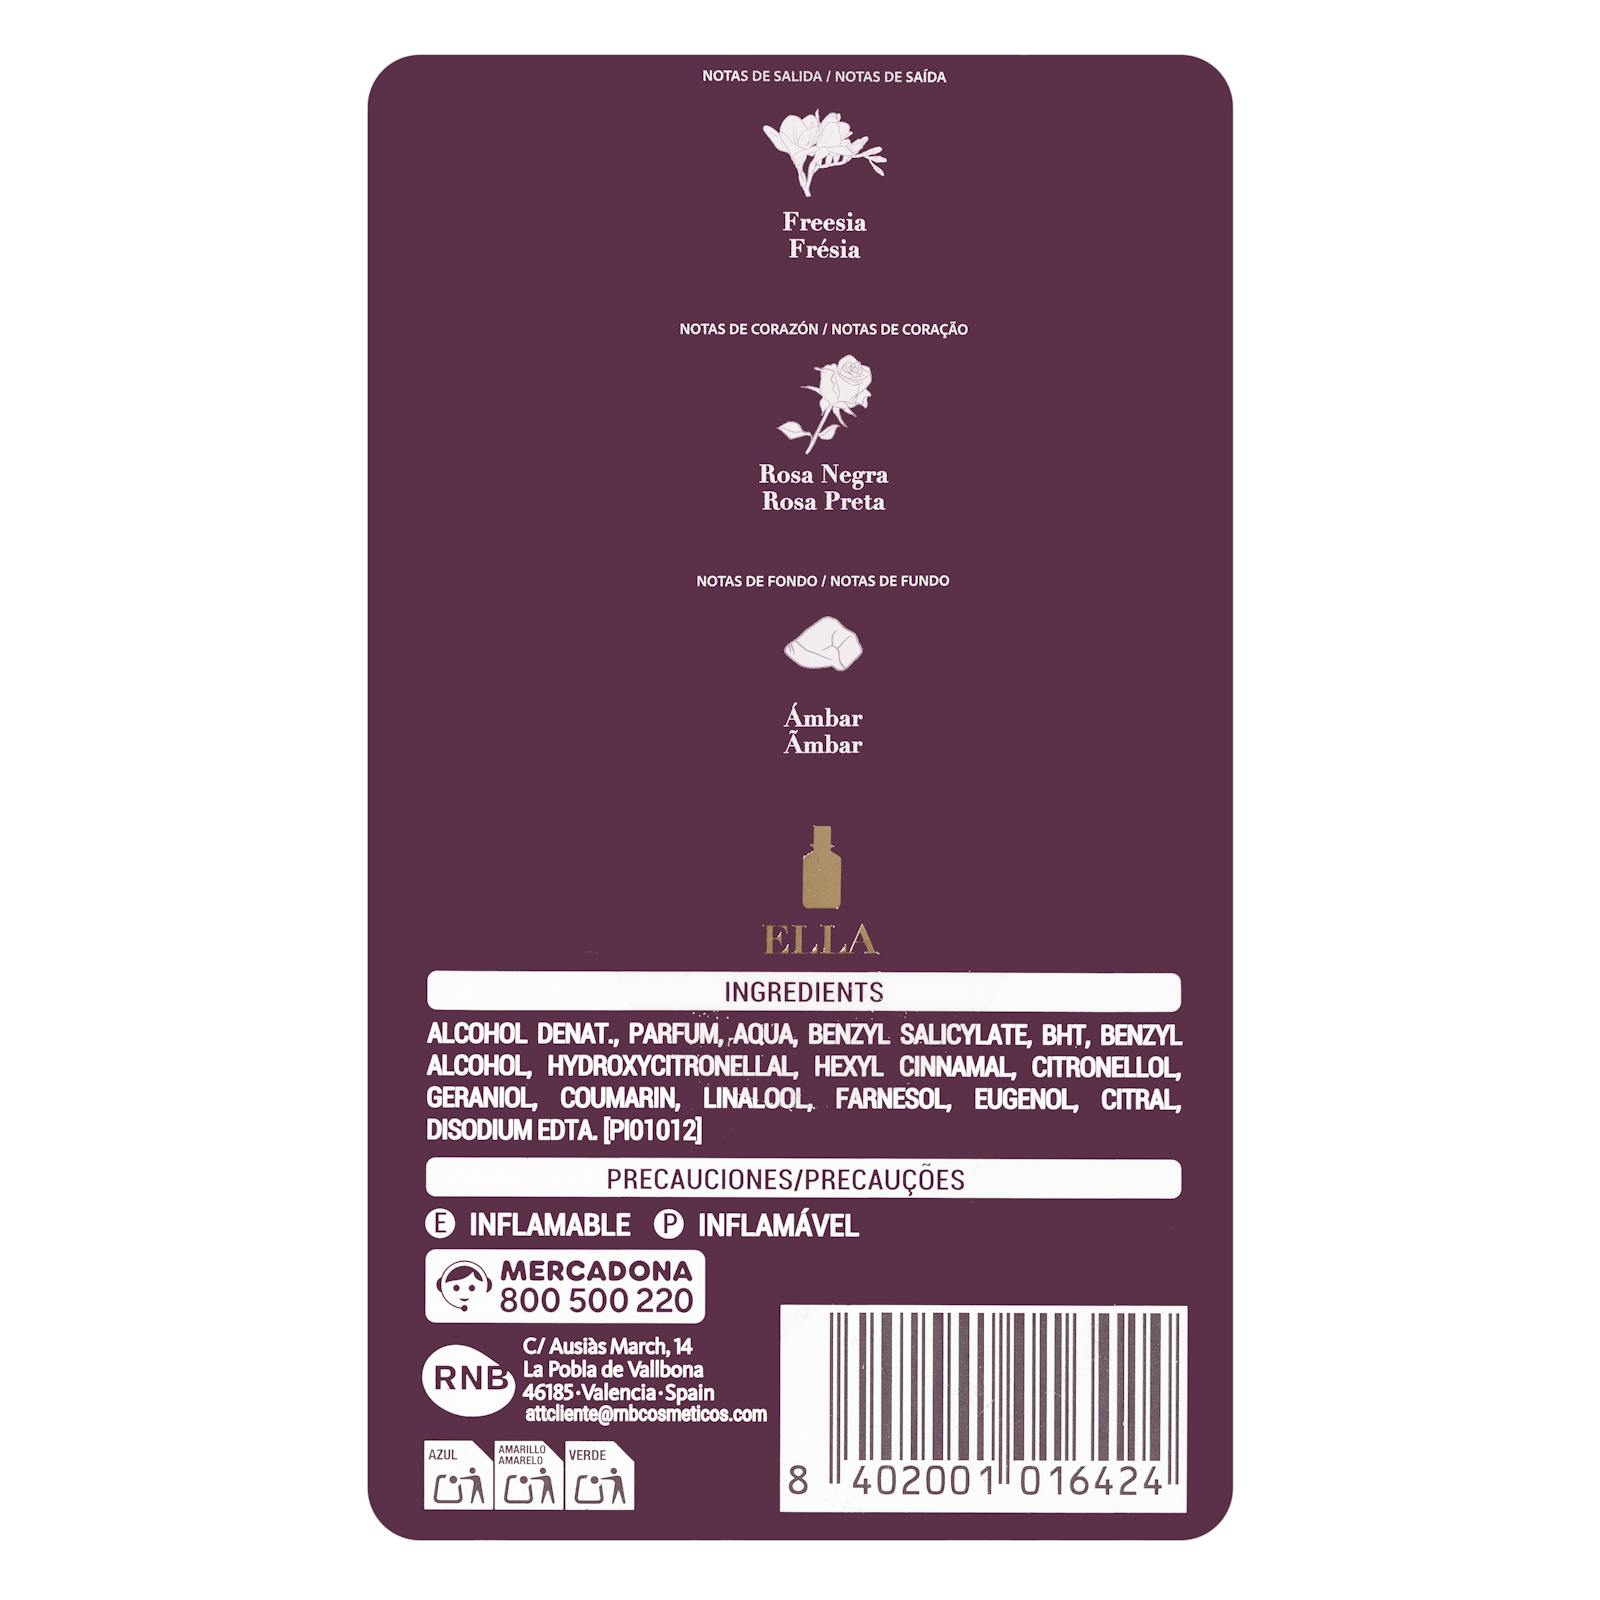 NOTAS DE SALIDA / NOTAS DE SAÍDA
Freesia
Frésia
NOTAS DE CORAZÓN / NOTAS DE CORAÇÃO
Rosa Negra
Rosa Preta
NOTAS DE FONDO / NOTAS DE FUNDO
Ámbar
Ãmbar
ELLA
INGREDIENTS
ALCOHOL DENAT., PARFUM, AQUA, BENZYL SALICYLATE, BHT, BENZYL
ALCOHOL, HYDROXYCITRONELLAL, HEXYL CINNAMAL, CITRONELLOL,
GERANIOL, COUMARIN, LINALOOL, FARNESOL, EUGENOL, CITRAL,
DISODIUM EDTA. [PI01012]
PRECAUCIONES/PRECAUÇÕES
E INFLAMABLE P INFLAMÁVEL
MERCADONA
800 500 220
RNB
C/ Ausiàs March, 14
La Pobla de Vallbona
46185·Valencia·Spain
attcliente@rnbcosmeticos.com
AZUL
AMARILLO
AMARELO
VERDE
8 402001 016424